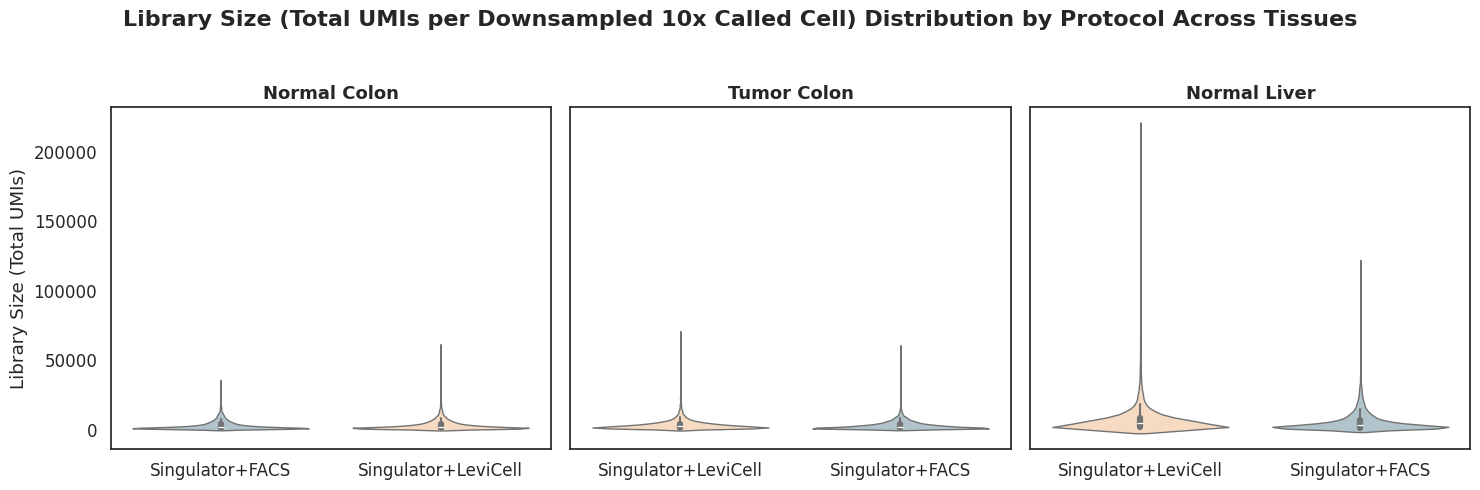 Library Size (Total UMIs per Downsampled 10x Called Cell) Distribution by Protocol Across Tissues
Normal Colon
Tumor Colon
Normal Liver
Library Size (Total UMIs)
200000
150000
100000
50000
0
Singulator+FACS
Singulator+LeviCell
Singulator+LeviCell
Singulator+FACS
Singulator+LeviCell
Singulator+FACS